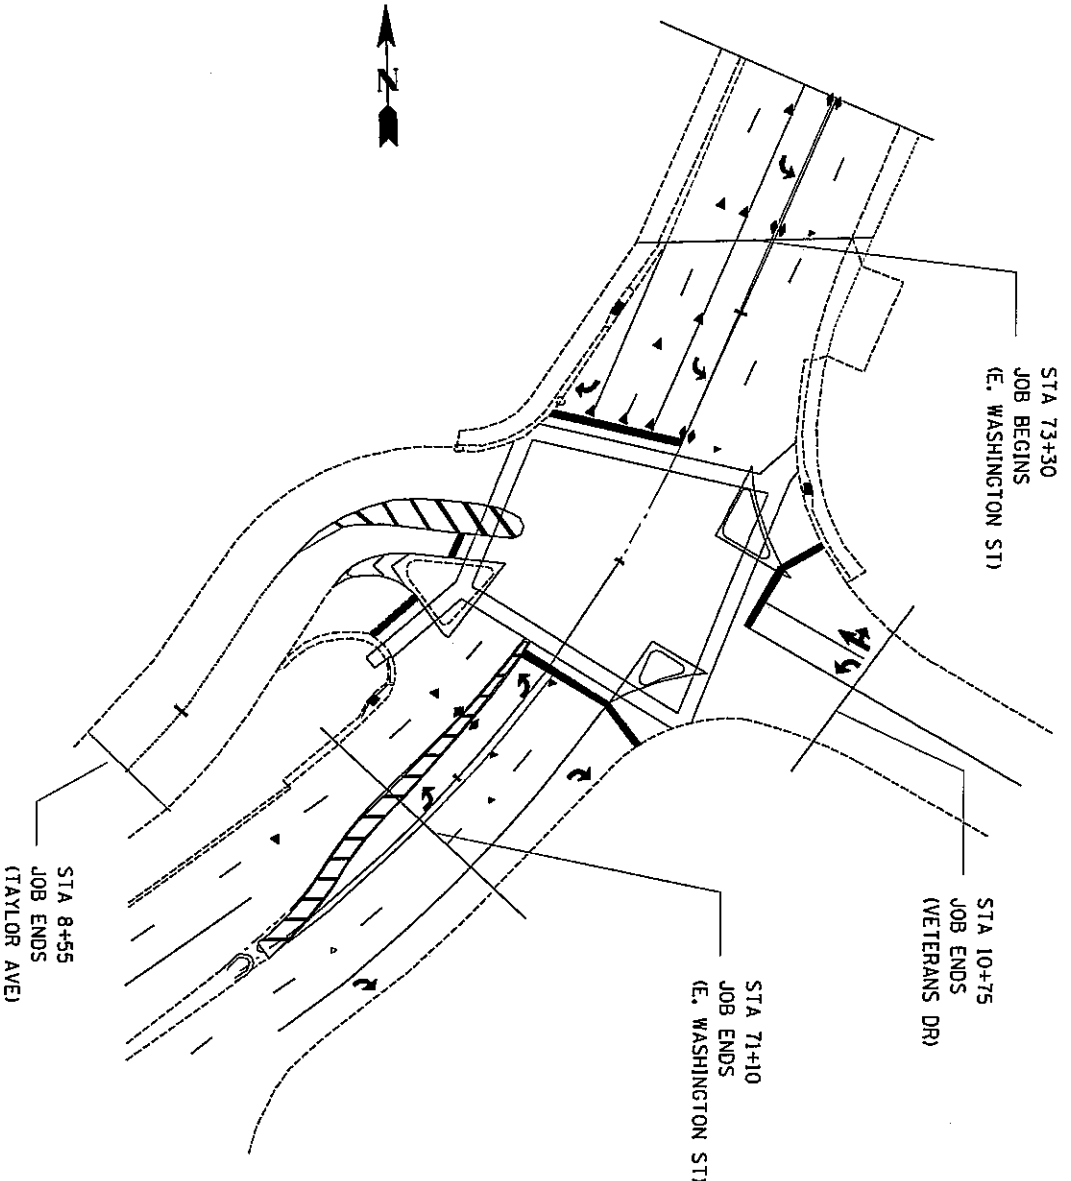 N
STA 73+30
JOB BEGINS
(E. WASHINGTON ST)
STA 10+75
JOB ENDS
(VETERANS DR)
STA 71+10
JOB ENDS
(E. WASHINGTON ST)
STA 8+55
JOB ENDS
(TAYLOR AVE)